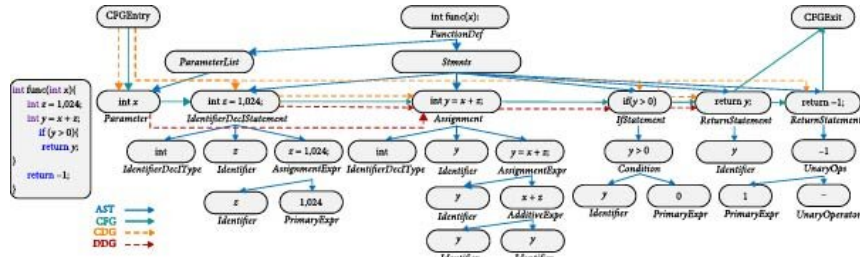 CFGEntry
int func(x):
FunctionDef
CFGExit
ParameterList
Stmnts
int func(int x){
int z = 1,024;
int y = x + z;
if (y > 0){
return y;
}
return −1;
}
int x
Parameter
int z = 1,024;
IdentifierDeclStatement
int y = x + z;
Assignment
if(y > 0)
IfStatement
return y;
ReturnStatement
return −1;
ReturnStatement
int
IdentifierDeclType
z
Identifier
z = 1,024;
AssignmentExpr
int
IdentifierDeclType
y
Identifier
y = x + z;
AssignmentExpr
y > 0
Condition
y
Identifier
−1
UnaryOps
z
Identifier
1,024
PrimaryExpr
y
Identifier
x + z
AdditiveExpr
y
Identifier
0
PrimaryExpr
1
PrimaryExpr
−
UnaryOperator
y
Identifier
y
Identifier
AST
CFG
CDG
DDG